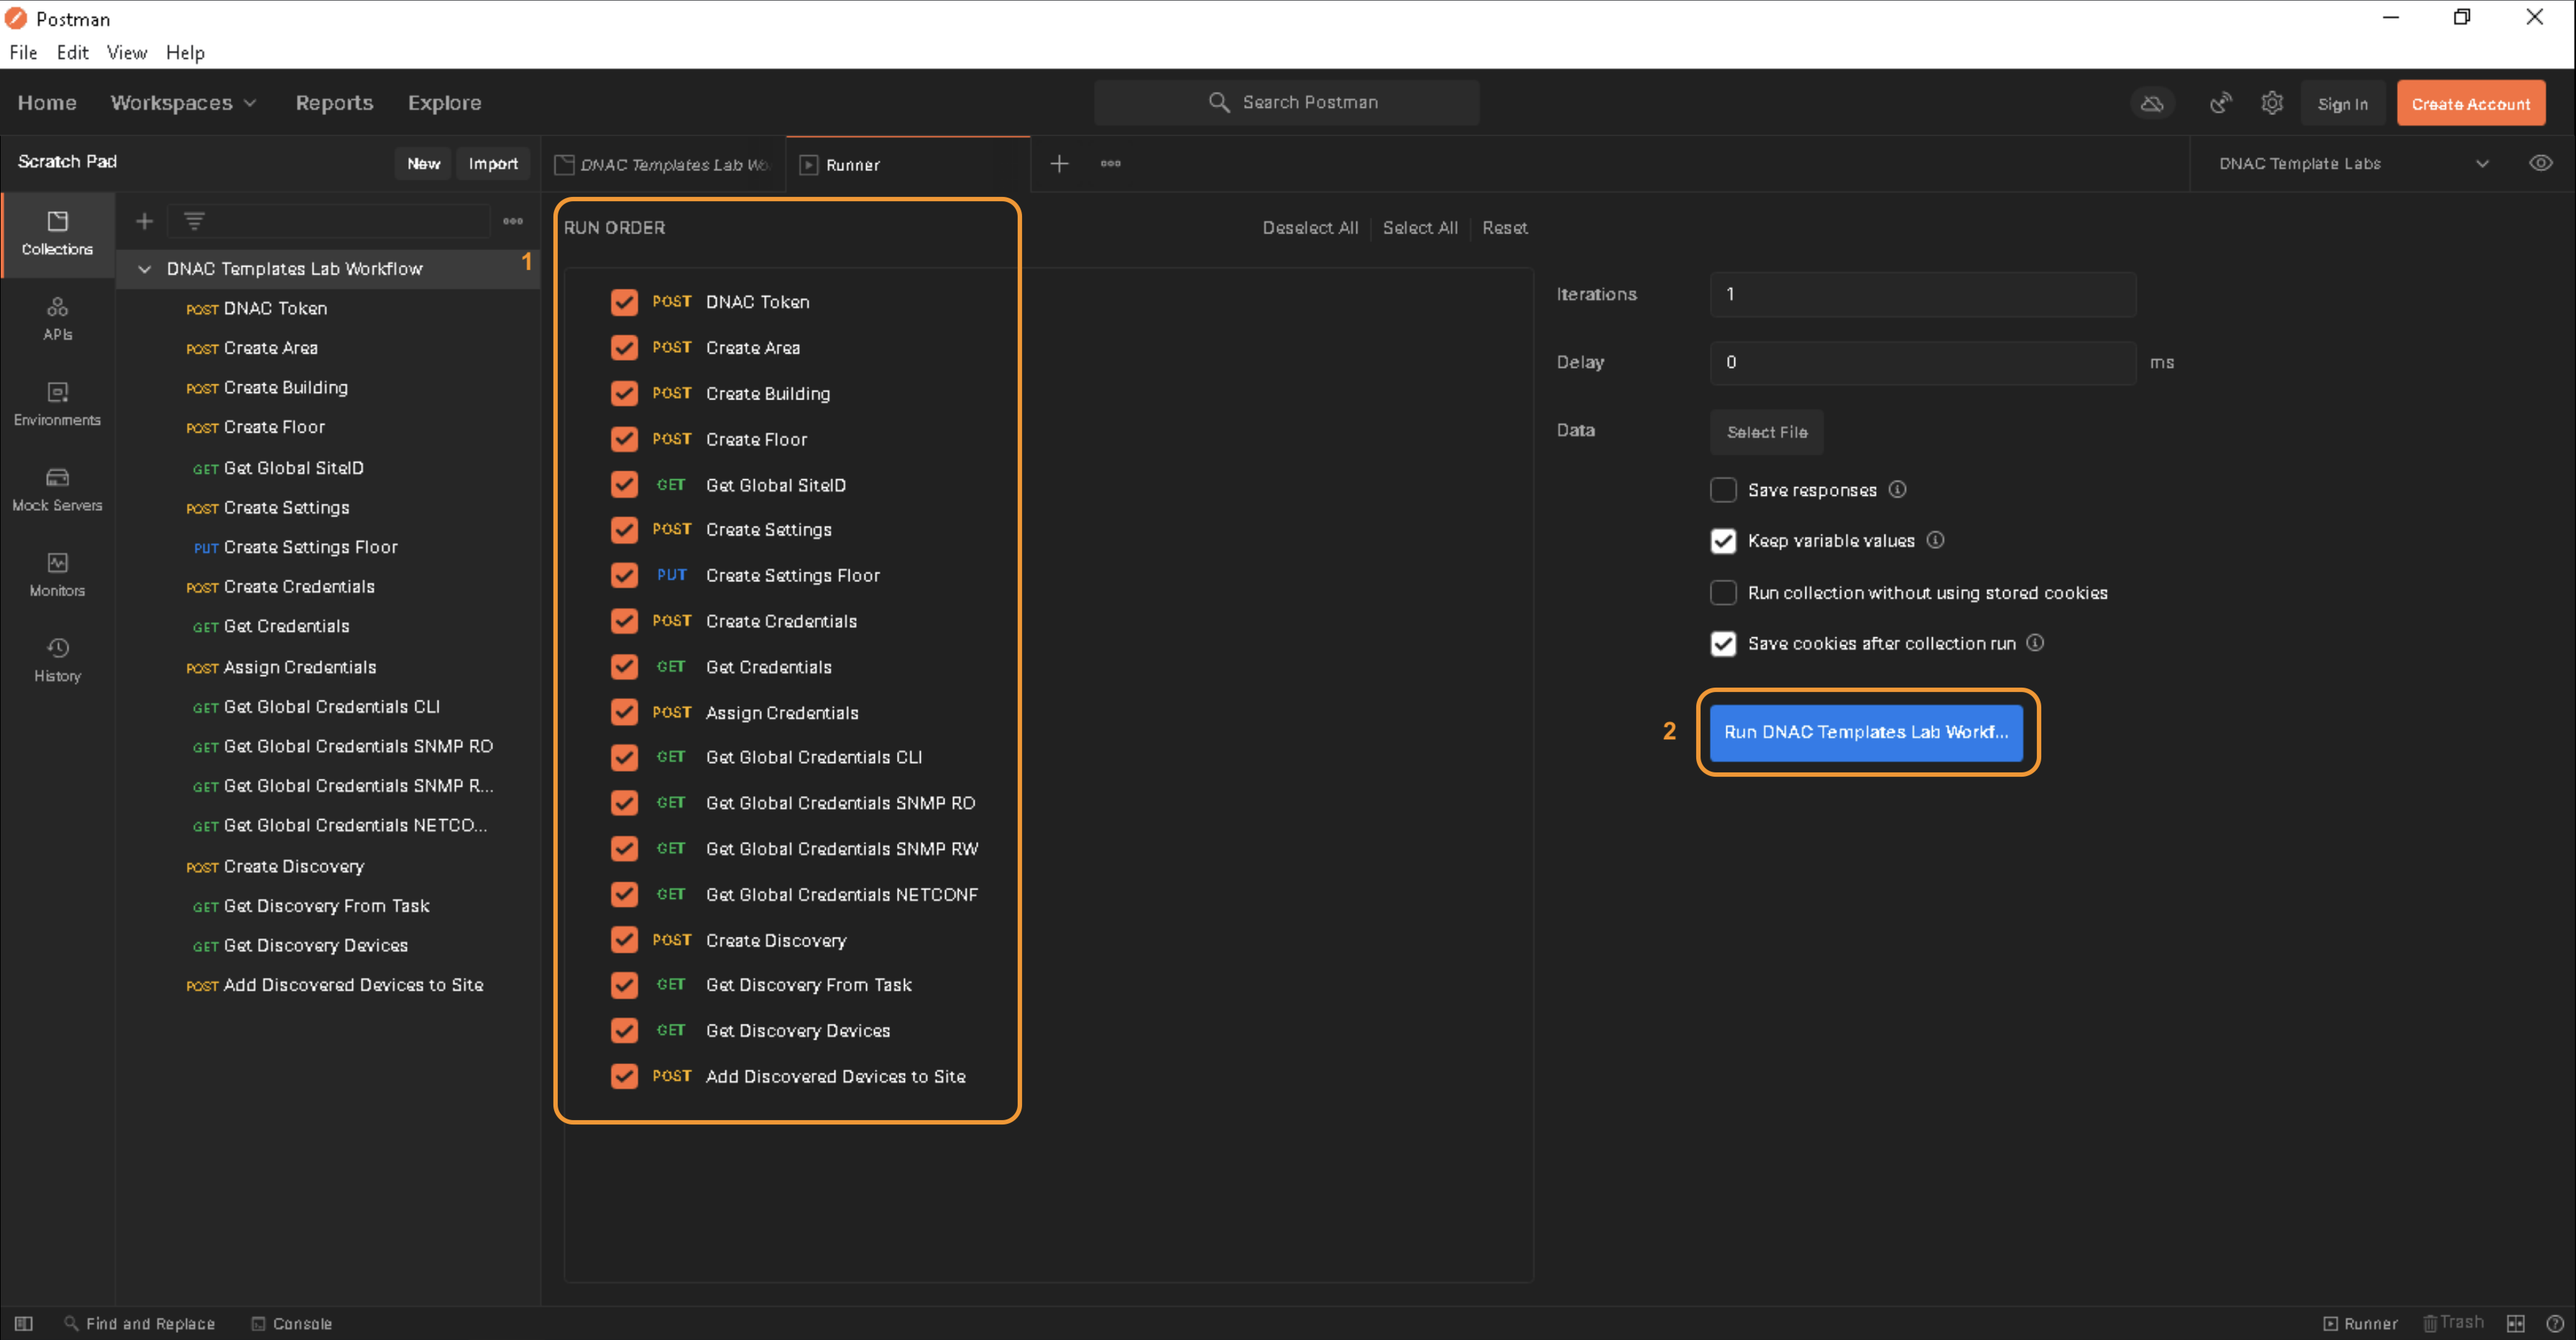 Postman
File Edit View Help
Home Workspaces Reports Explore
Search Postman
Sign In
Create Account
Scratch Pad
New Import
DNAC Templates Lab Wo
Runner
DNAC Template Labs
Collections
APIs
Environments
Mock Servers
Monitors
History
DNAC Templates Lab Workflow 1
POST DNAC Token
POST Create Area
POST Create Building
POST Create Floor
GET Get Global SiteID
POST Create Settings
PUT Create Settings Floor
POST Create Credentials
GET Get Credentials
POST Assign Credentials
GET Get Global Credentials CLI
GET Get Global Credentials SNMP RO
GET Get Global Credentials SNMP R...
GET Get Global Credentials NETCO...
POST Create Discovery
GET Get Discovery From Task
GET Get Discovery Devices
POST Add Discovered Devices to Site
RUN ORDER
Deselect All Select All Reset
POST DNAC Token
POST Create Area
POST Create Building
POST Create Floor
GET Get Global SiteID
POST Create Settings
PUT Create Settings Floor
POST Create Credentials
GET Get Credentials
POST Assign Credentials
GET Get Global Credentials CLI
GET Get Global Credentials SNMP RO
GET Get Global Credentials SNMP RW
GET Get Global Credentials NETCONF
POST Create Discovery
GET Get Discovery From Task
GET Get Discovery Devices
POST Add Discovered Devices to Site
Iterations 1
Delay 0 ms
Data Select File
Save responses
Keep variable values
Run collection without using stored cookies
Save cookies after collection run
2 Run DNAC Templates Lab Workf...
Find and Replace Console
Runner Trash